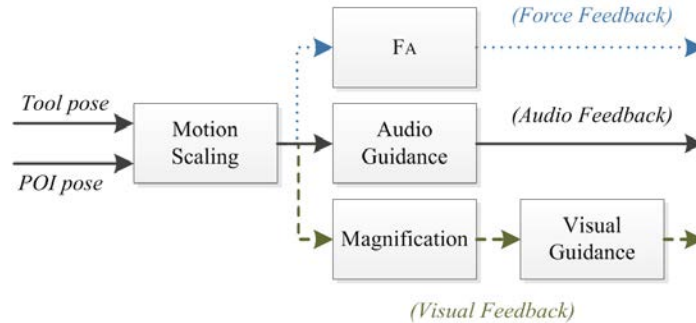 (Force Feedback)
FA
Tool pose
Motion
Scaling
Audio
Guidance
(Audio Feedback)
POI pose
Magnification
Visual
Guidance
(Visual Feedback)